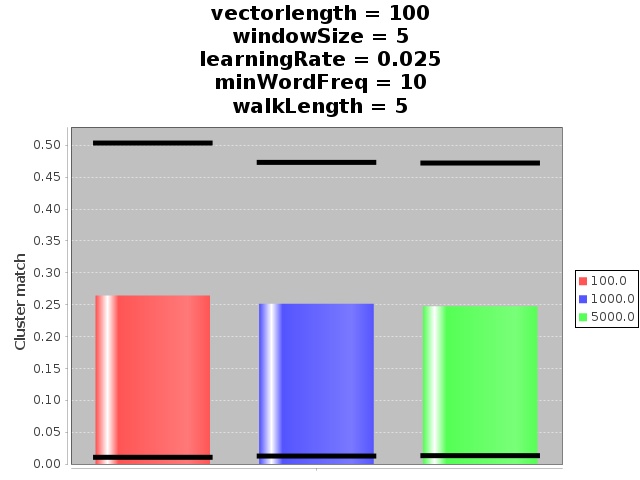 vectorlength = 100
windowSize = 5
learningRate = 0.025
minWordFreq = 10
walkLength = 5
0.50
0.45
0.40
0.35
0.30
0.25
0.20
0.15
0.10
0.05
0.00
Cluster match
100.0
1000.0
5000.0